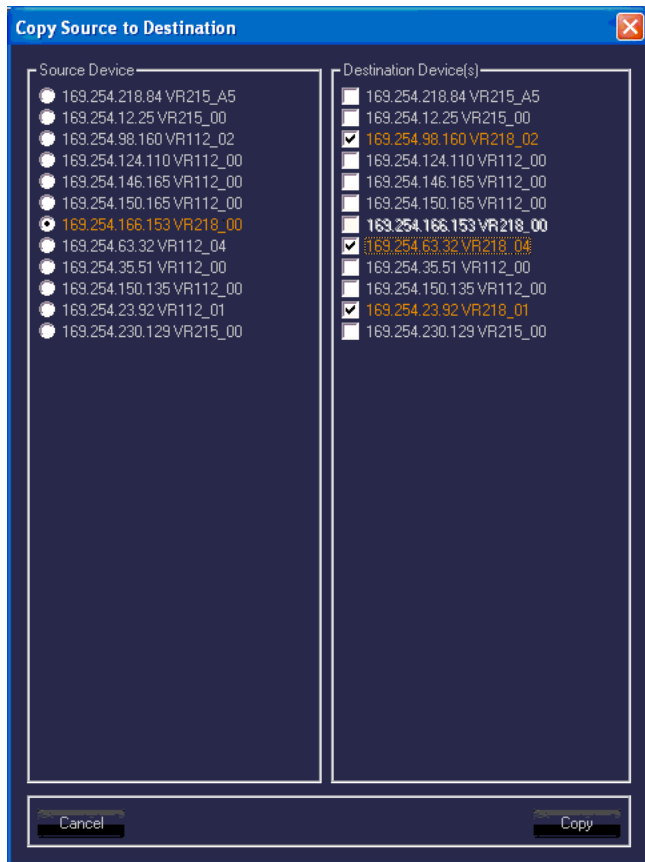 Copy Source to Destination
Source Device
169.254.218.84 VR215_A5
169.254.12.25 VR215_00
169.254.98.160 VR112_02
169.254.124.110 VR112_00
169.254.146.165 VR112_00
169.254.150.165 VR112_00
169.254.166.153 VR218_00
169.254.63.32 VR112_04
169.254.35.51 VR112_00
169.254.150.135 VR112_00
169.254.23.92 VR112_01
169.254.230.129 VR215_00
Destination Device(s)
169.254.218.84 VR215_A5
169.254.12.25 VR215_00
169.254.98.160 VR218_02
169.254.124.110 VR112_00
169.254.146.165 VR112_00
169.254.150.165 VR112_00
169.254.166.153 VR218_00
169.254.63.32 VR218_04
169.254.35.51 VR112_00
169.254.150.135 VR112_00
169.254.23.92 VR218_01
169.254.230.129 VR215_00
Cancel
Copy